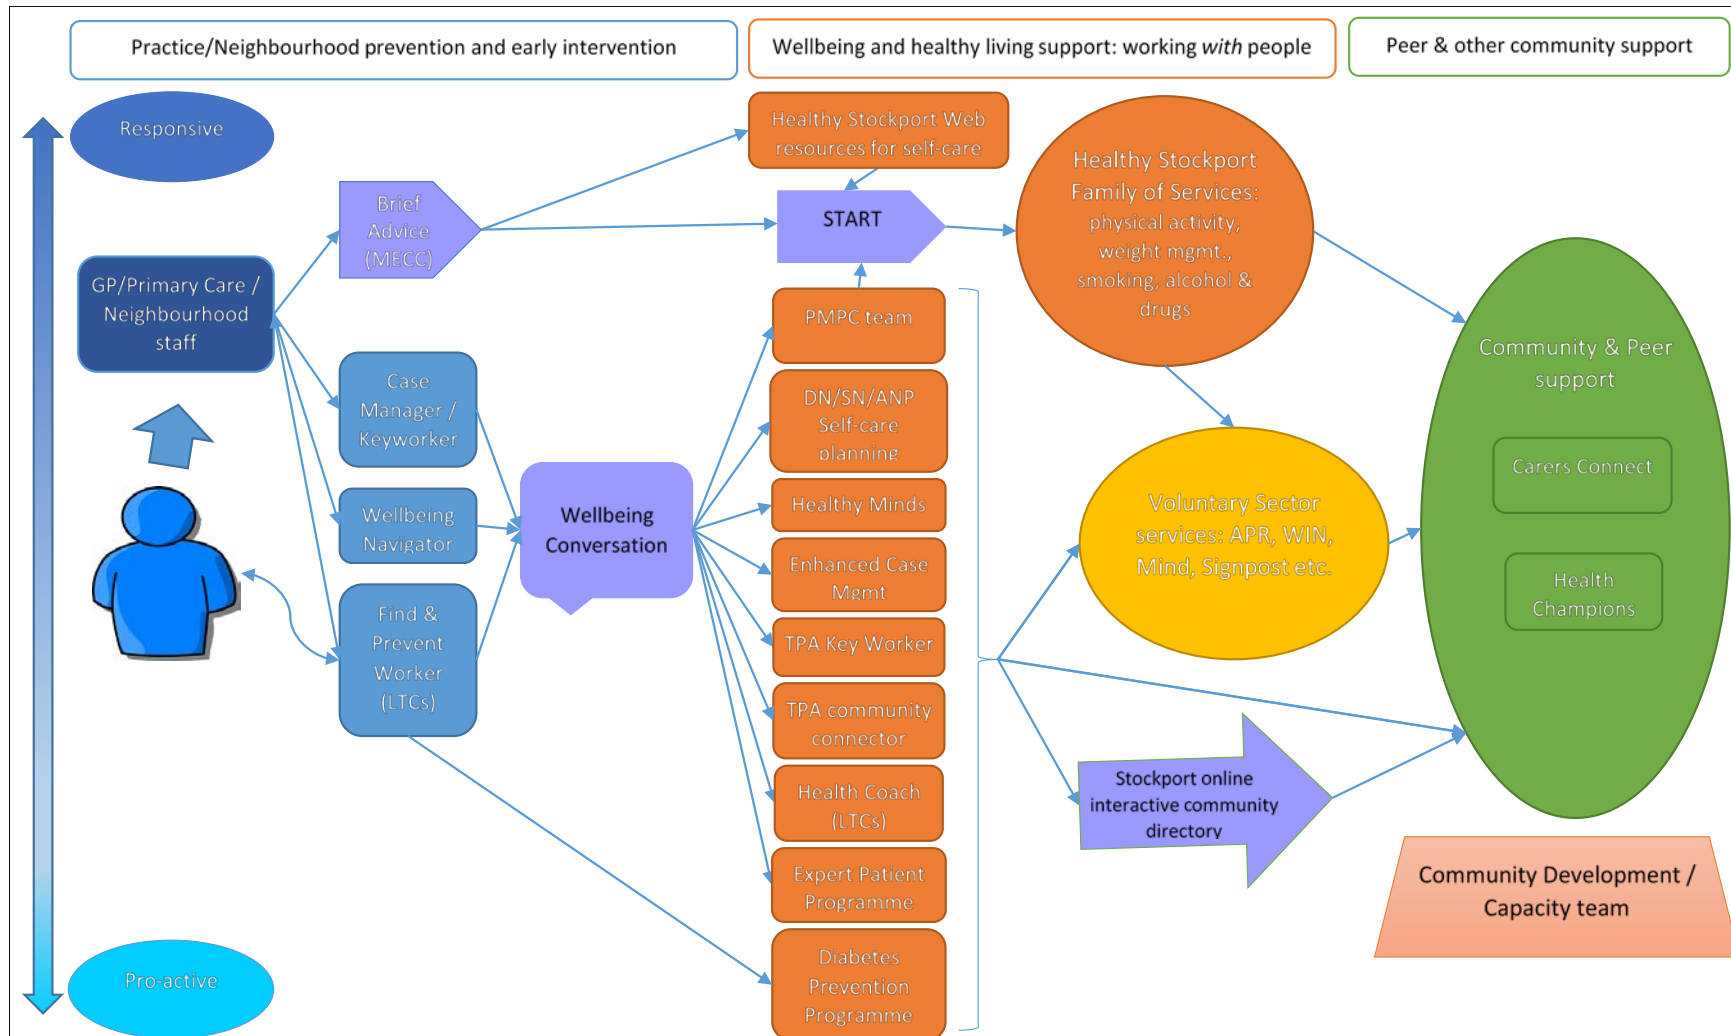 Practice/Neighbourhood prevention and early intervention
Wellbeing and healthy living support: working with people
Peer & other community support
Responsive
Pro-active
GP/Primary Care /
Neighbourhood
staff
Brief
Advice
(MECC)
Case
Manager /
Keyworker
Wellbeing
Navigator
Find &
Prevent
Worker
(LTCs)
Wellbeing
Conversation
Healthy Stockport Web
resources for self-care
START
PMPC team
DN/SN/ANP
Self-care
planning
Healthy Minds
Enhanced Case
Mgmt
TPA Key Worker
TPA community
connector
Health Coach
(LTCs)
Expert Patient
Programme
Diabetes
Prevention
Programme
Healthy Stockport
Family of Services:
physical activity,
weight mgmt.,
smoking, alcohol &
drugs
Voluntary Sector
services: APR, WIN,
Mind, Signpost etc.
Stockport online
interactive community
directory
Community & Peer
support
Carers Connect
Health
Champions
Community Development /
Capacity team